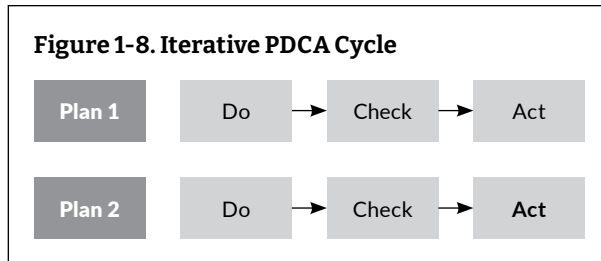 Figure 1-8. Iterative PDCA Cycle
Plan 1 Do Check Act
Plan 2 Do Check Act